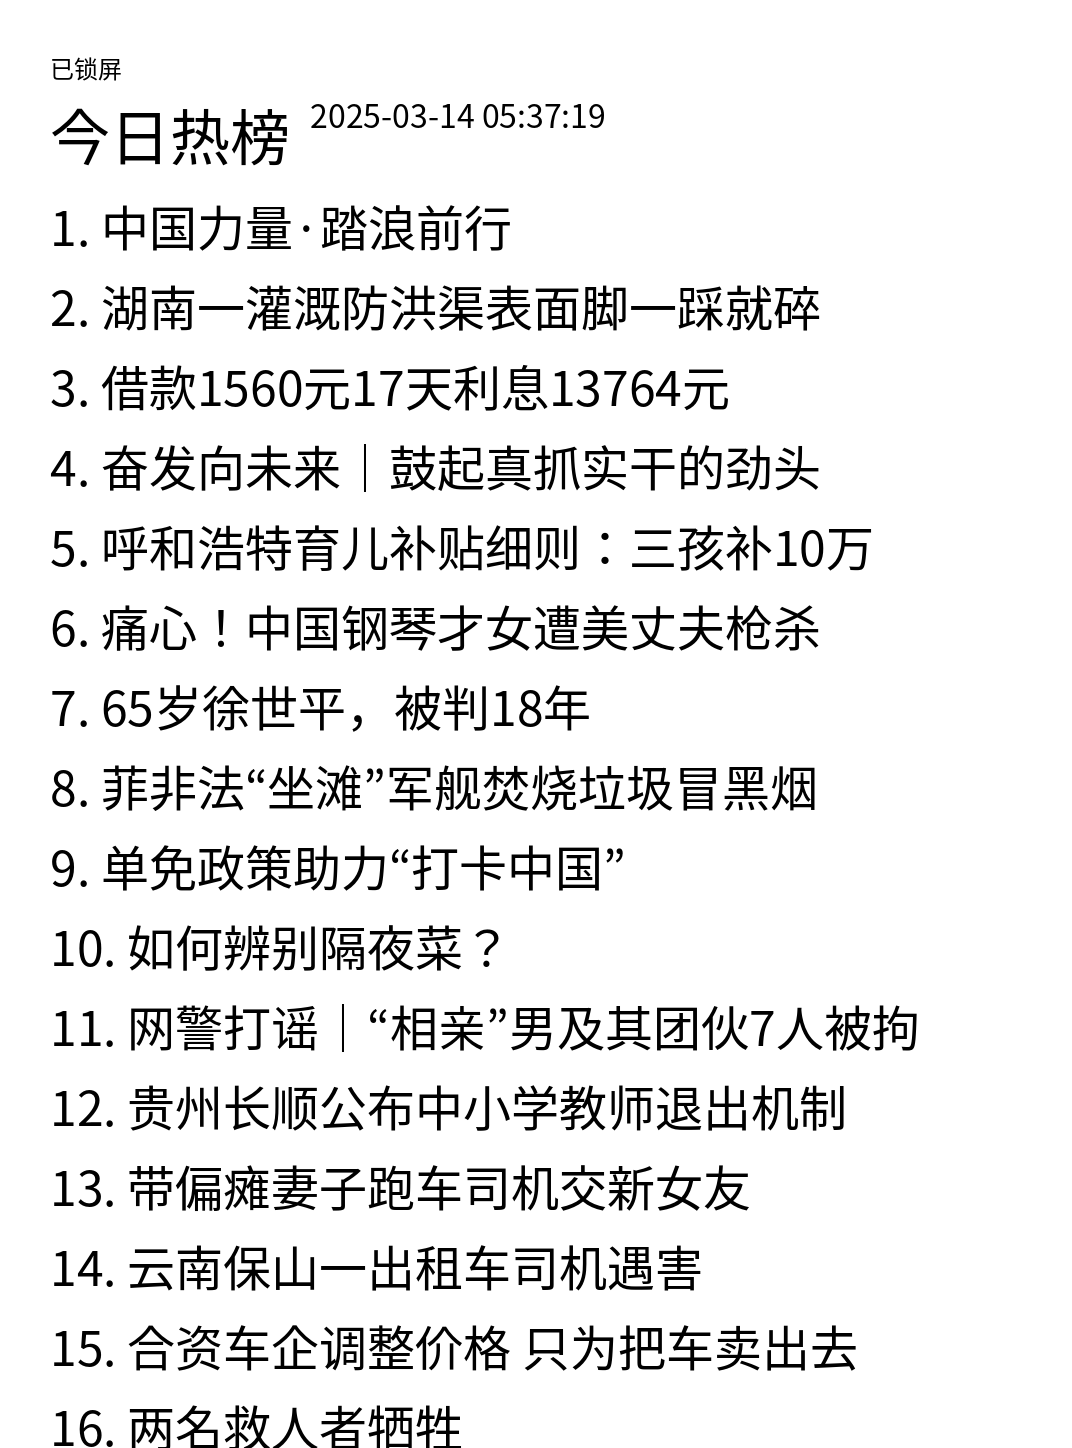 已锁屏
今日热榜 2025-03-14 05:37:19
1. 中国力量·踏浪前行
2. 湖南一灌溉防洪渠表面脚一踩就碎
3. 借款1560元17天利息13764元
4. 奋发向未来｜鼓起真抓实干的劲头
5. 呼和浩特育儿补贴细则：三孩补10万
6. 痛心！中国钢琴才女遭美丈夫枪杀
7. 65岁徐世平，被判18年
8. 菲非法“坐滩”军舰焚烧垃圾冒黑烟
9. 单免政策助力“打卡中国”
10. 如何辨别隔夜菜？
11. 网警打谣｜“相亲”男及其团伙7人被拘
12. 贵州长顺公布中小学教师退出机制
13. 带偏瘫妻子跑车司机交新女友
14. 云南保山一出租车司机遇害
15. 合资车企调整价格 只为把车卖出去
16. 两名救人者牺牲